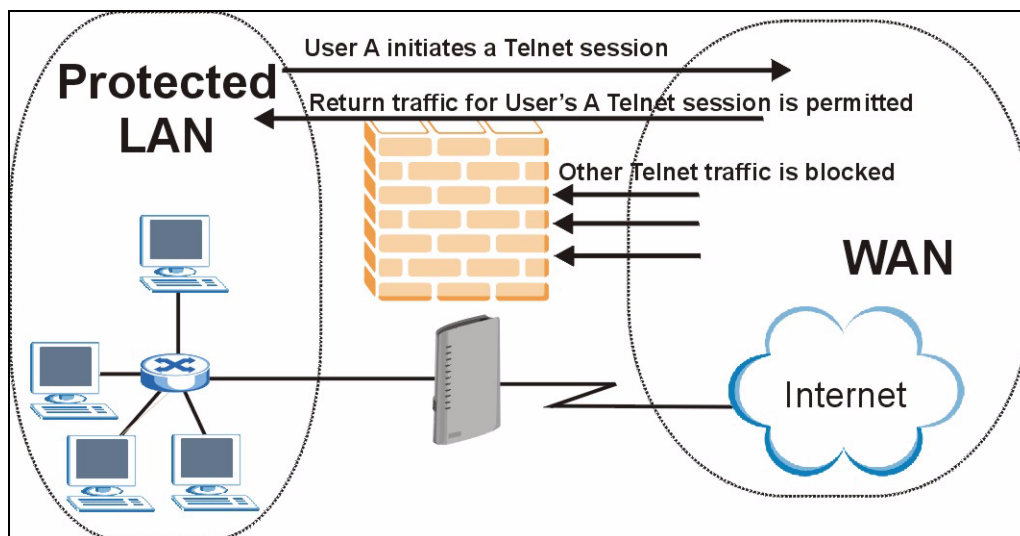 User A initiates a Telnet session
Protected
LAN
Return traffic for User's A Telnet session is permitted
Other Telnet traffic is blocked
WAN
Internet